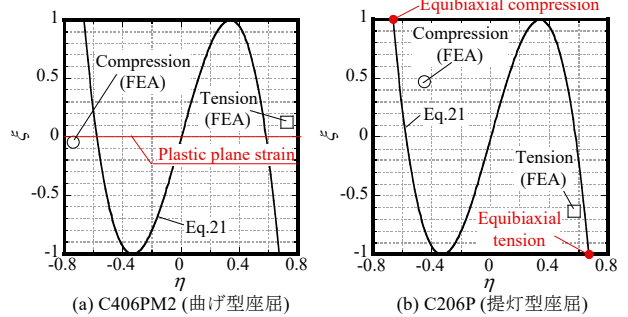 1
0.5
0
-0.5
-1
-0.8
-0.4
0
0.4
0.8
ξ
η
Compression
(FEA)
Tension
(FEA)
Plastic plane strain
Eq.21
(a) C406PM2 (曲げ型座屈)
Equibiaxial compression
1
0.5
0
-0.5
-1
-0.8
-0.4
0
0.4
0.8
ξ
η
Compression
(FEA)
Eq.21
Tension
(FEA)
Equibiaxial
tension
(b) C206P (提灯型座屈)